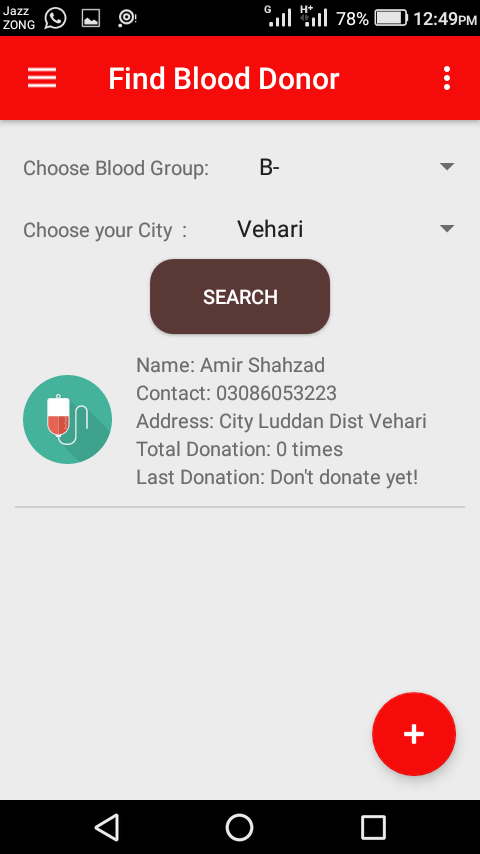 Jazz
ZONG
G
H+
78%
12:49PM
Find Blood Donor
Choose Blood Group:
B-
Choose your City :
Vehari
SEARCH
Name: Amir Shahzad
Contact: 03086053223
Address: City Luddan Dist Vehari
Total Donation: 0 times
Last Donation: Don't donate yet!
+